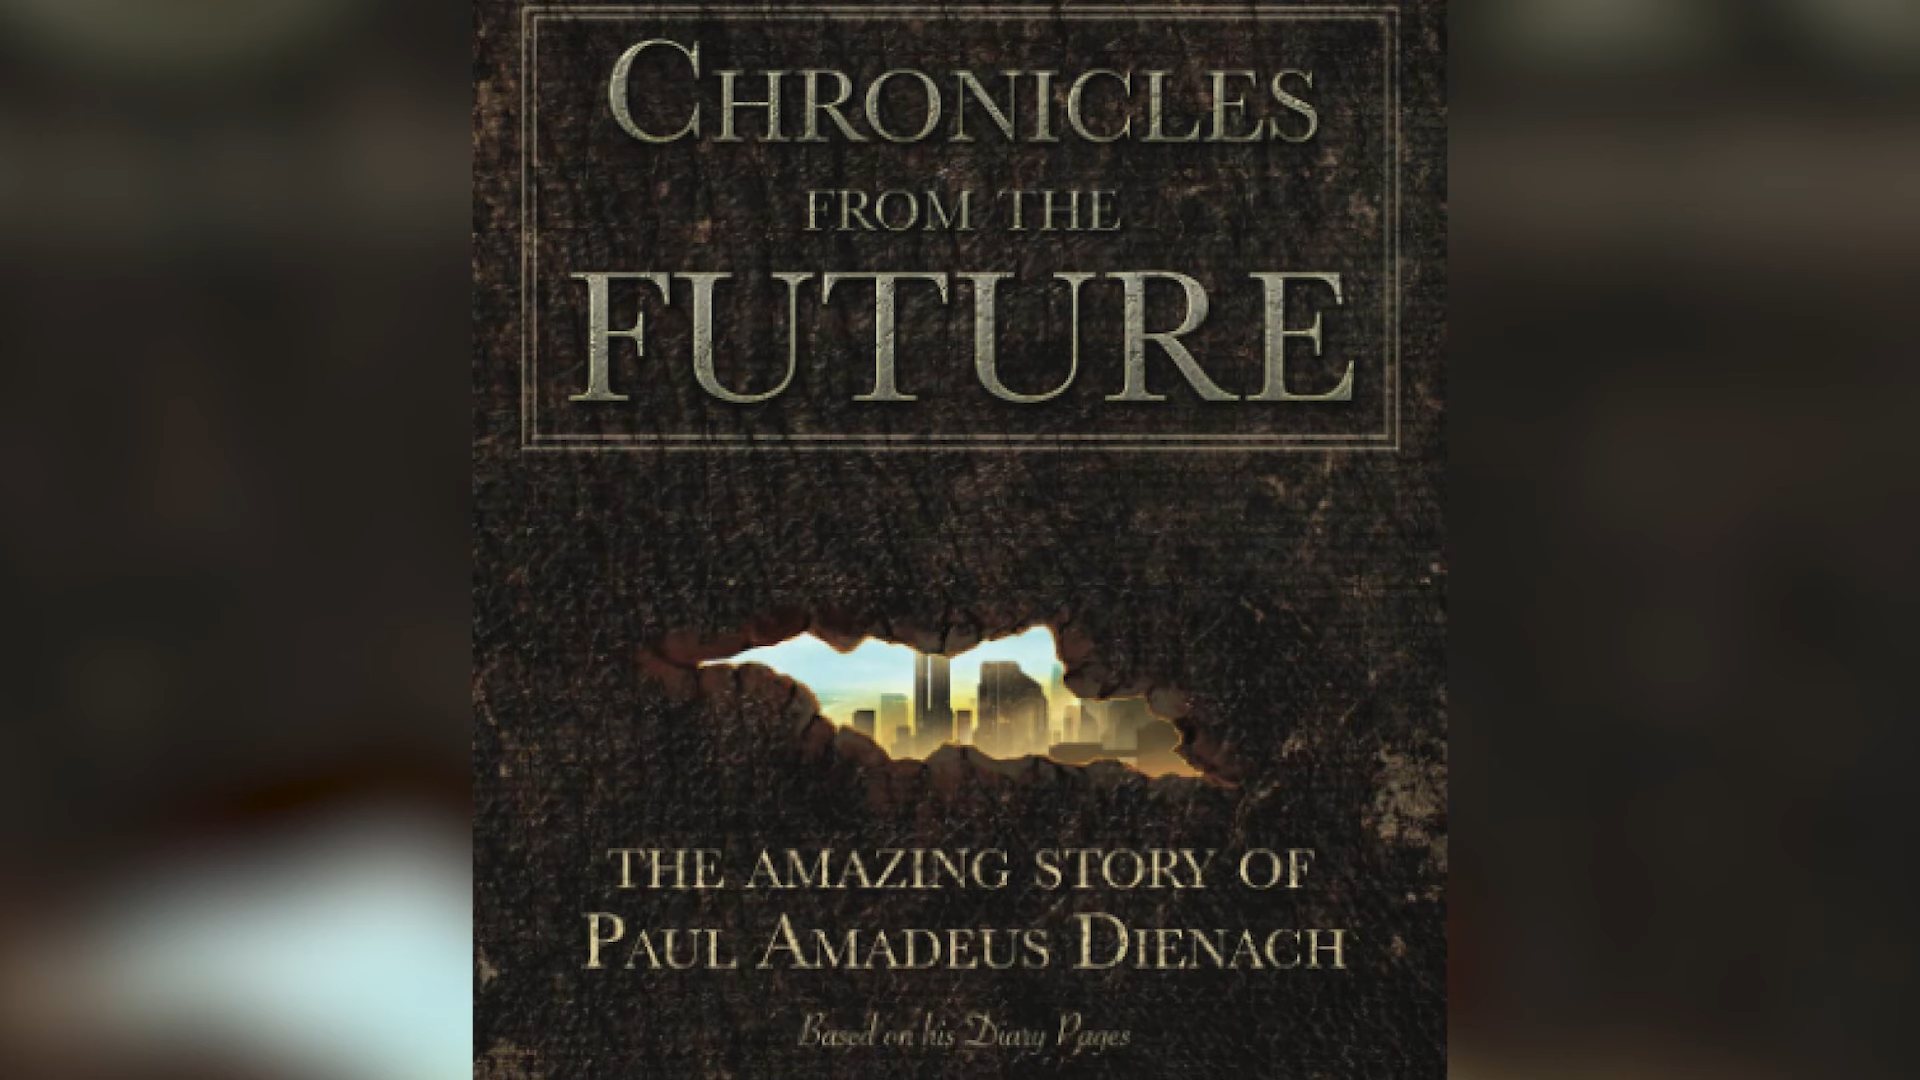 CHRONICLES
FROM THE
FUTURE
THE AMAZING STORY OF
PAUL AMADEUS DIENACH
Based on his Diary Pages